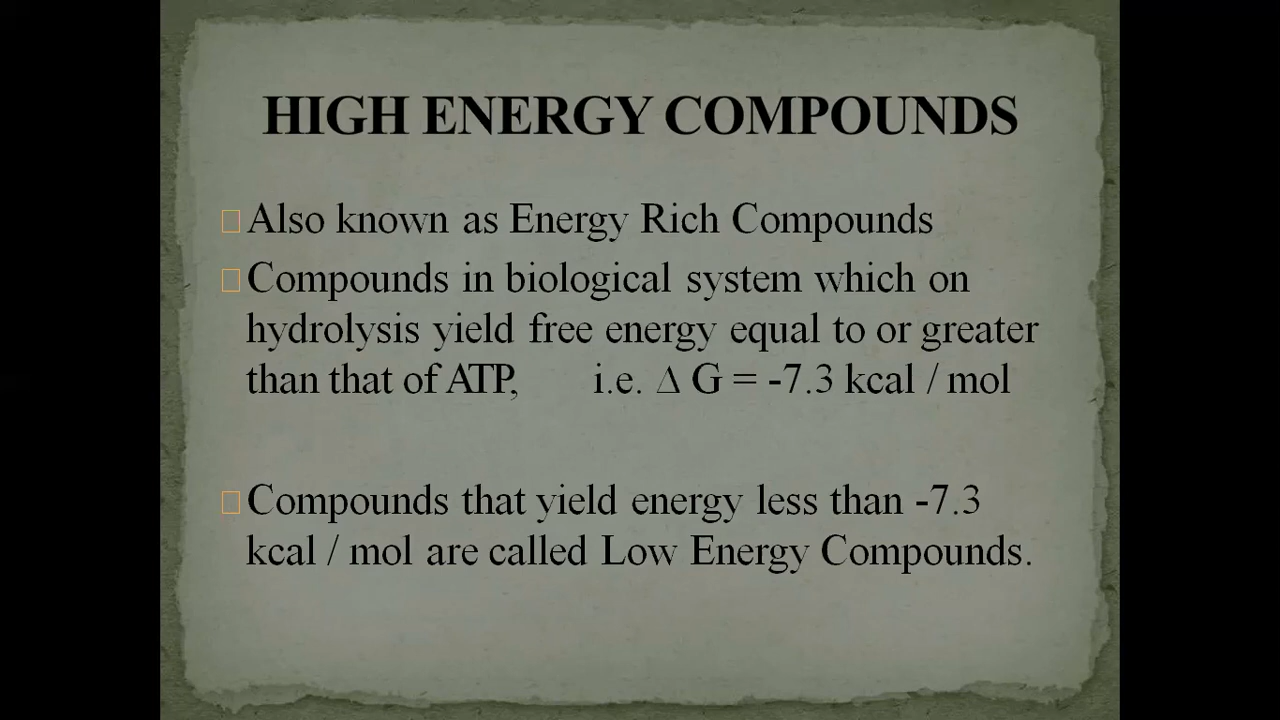 HIGH ENERGY COMPOUNDS
Also known as Energy Rich Compounds
Compounds in biological system which on
hydrolysis yield free energy equal to or greater
than that of ATP, i.e. ∆ G = -7.3 kcal / mol
Compounds that yield energy less than -7.3
kcal / mol are called Low Energy Compounds.